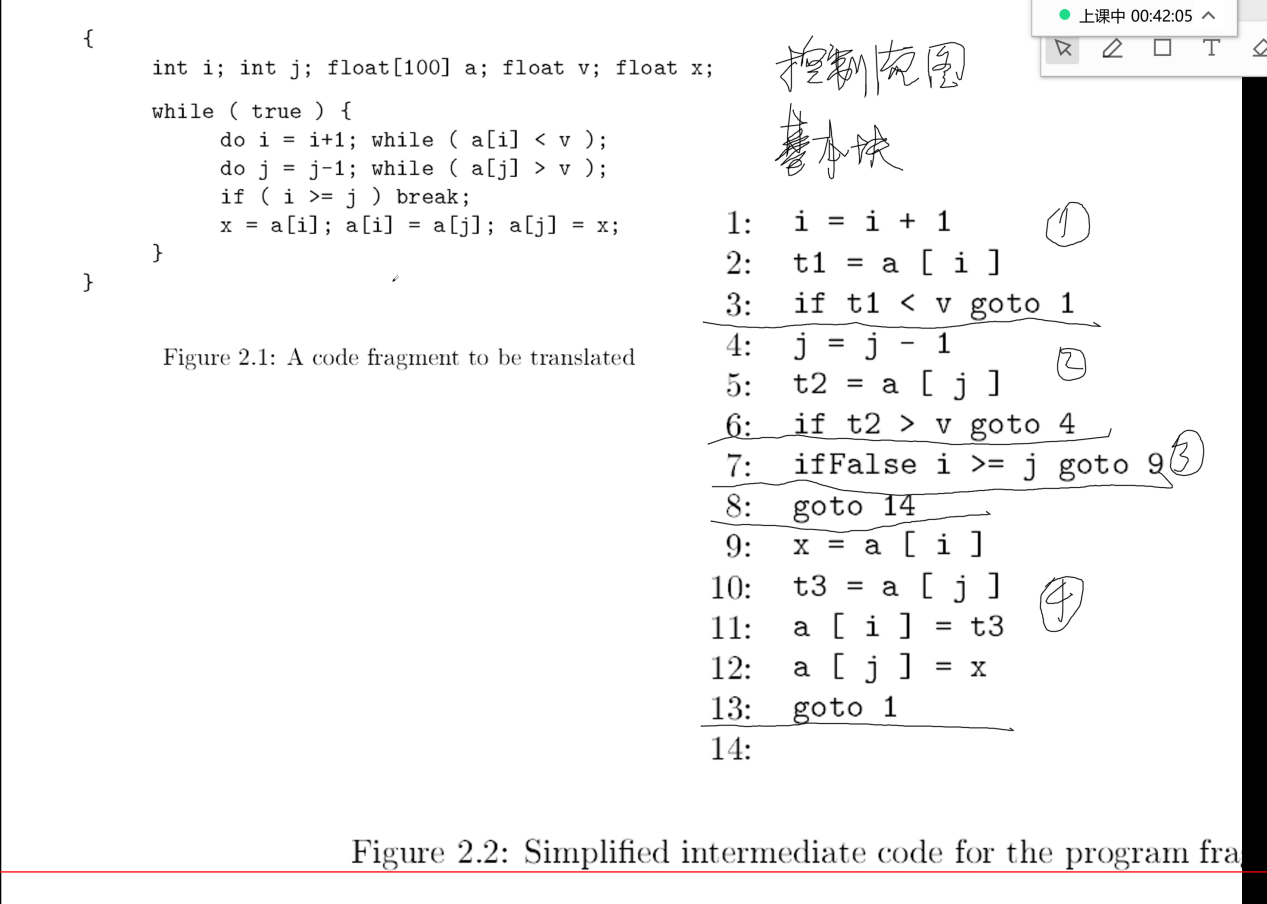 上课中 00:42:05
T
{
int i; int j; float[100] a; float v; float x;
while ( true ) {
do i = i+1; while ( a[i] < v );
do j = j-1; while ( a[j] > v );
if ( i >= j ) break;
x = a[i]; a[i] = a[j]; a[j] = x;
}
}
Figure 2.1: A code fragment to be translated
控制流图
基本块
1: i = i + 1 ①
2: t1 = a [ i ]
3: if t1 < v goto 1
4: j = j - 1 ②
5: t2 = a [ j ]
6: if t2 > v goto 4
7: ifFalse i >= j goto 9 ③
8: goto 14
9: x = a [ i ]
10: t3 = a [ j ] ④
11: a [ i ] = t3
12: a [ j ] = x
13: goto 1
14:
Figure 2.2: Simplified intermediate code for the program fra